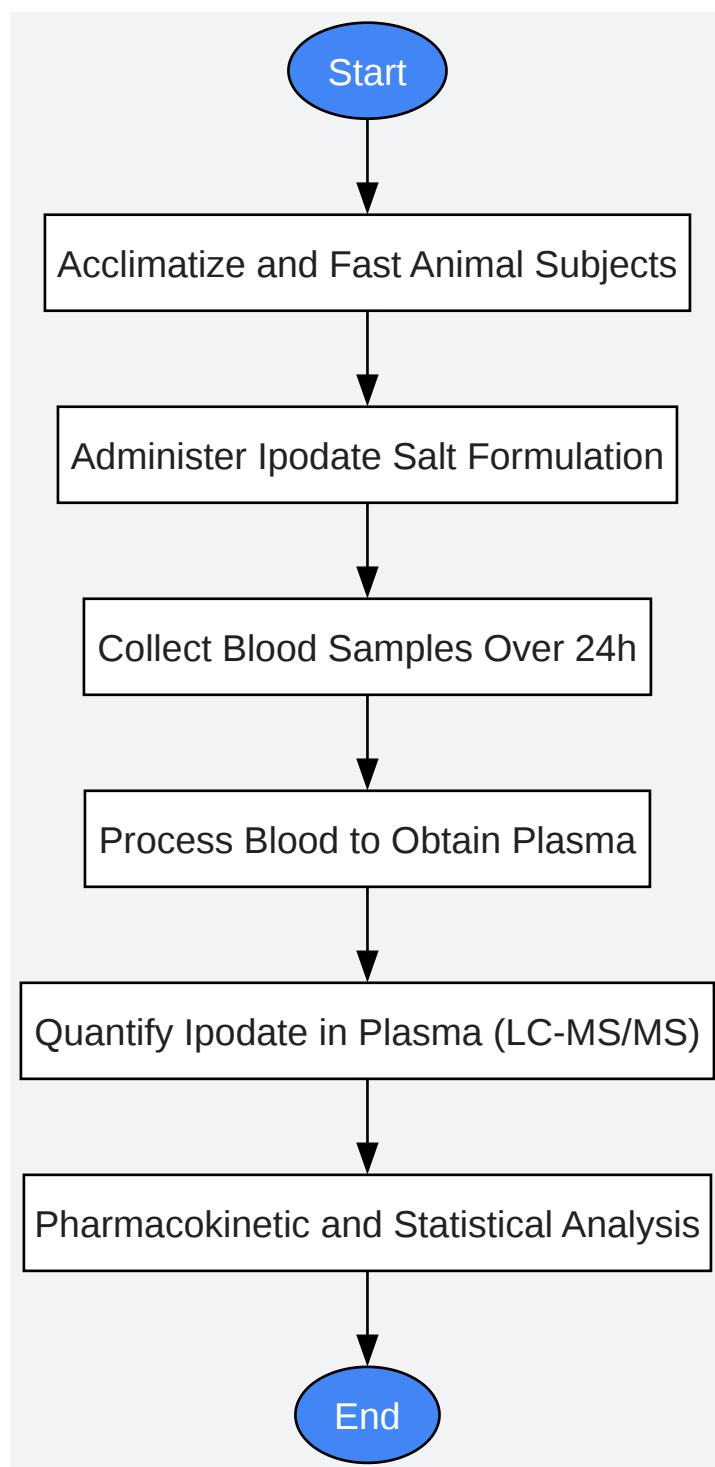 Start
Acclimatize and Fast Animal Subjects
Administer Ipodate Salt Formulation
Collect Blood Samples Over 24h
Process Blood to Obtain Plasma
Quantify Ipodate in Plasma (LC-MS/MS)
Pharmacokinetic and Statistical Analysis
End